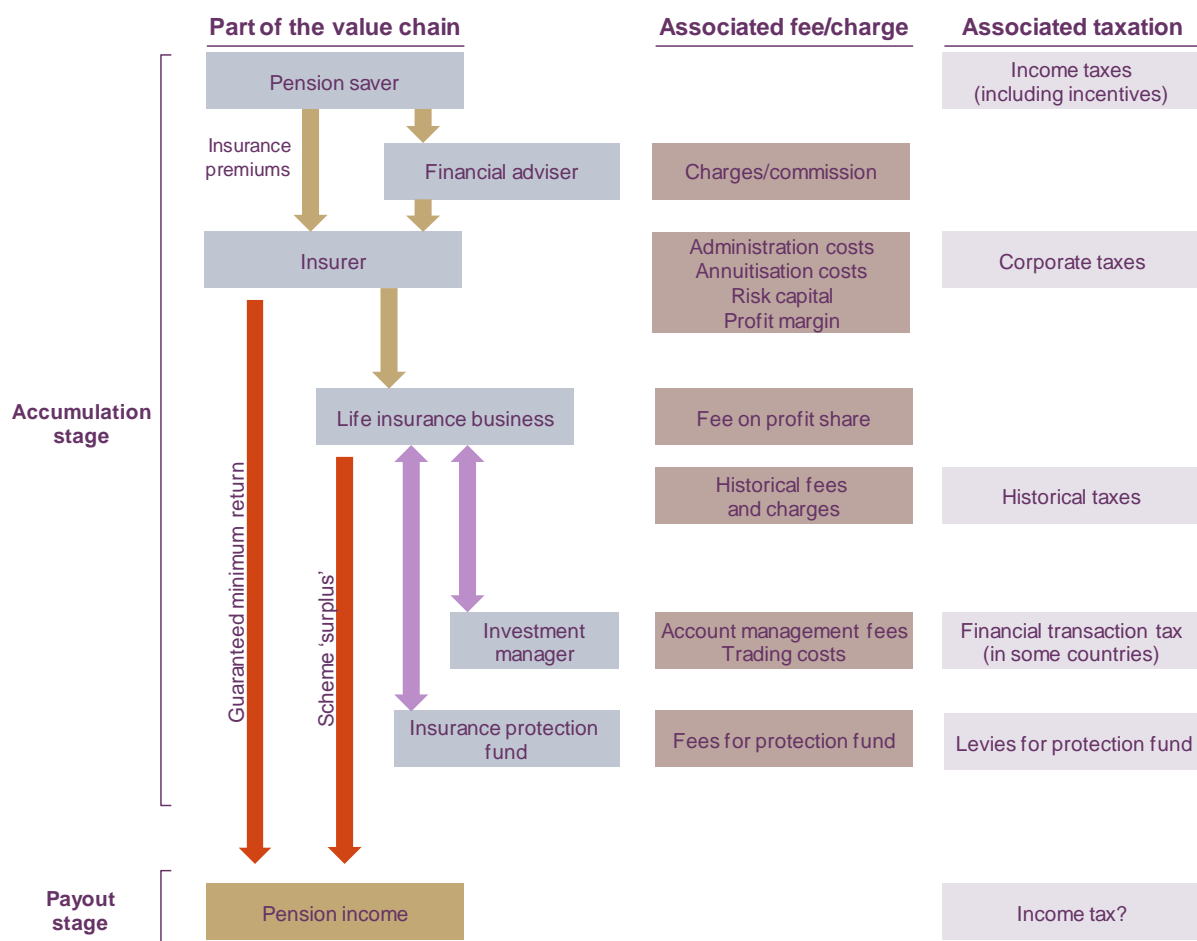 Part of the value chain
Associated fee/charge
Associated taxation
Pension saver
Income taxes
(including incentives)
Insurance
premiums
Financial adviser
Charges/commission
Insurer
Administration costs
Annuitisation costs
Risk capital
Profit margin
Corporate taxes
Accumulation
stage
Life insurance business
Fee on profit share
Guaranteed minimum return
Scheme ‘surplus’
Historical fees
and charges
Historical taxes
Investment
manager
Account management fees
Trading costs
Financial transaction tax
(in some countries)
Insurance protection
fund
Fees for protection fund
Levies for protection fund
Payout
stage
Pension income
Income tax?